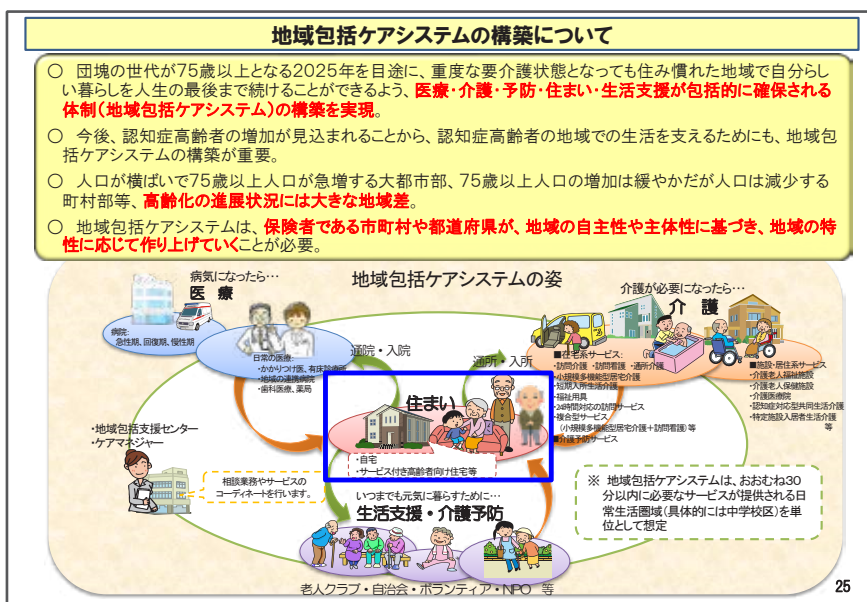 地域包括ケアシステムの構築について
○ 団塊の世代が75歳以上となる2025年を目途に、重度な要介護状態となっても住み慣れた地域で自分らし
い暮らしを人生の最後まで続けることができるよう、医療・介護・予防・住まい・生活支援が包括的に確保される
体制(地域包括ケアシステム)の構築を実現。
○ 今後、認知症高齢者の増加が見込まれることから、認知症高齢者の地域での生活を支えるためにも、地域包
括ケアシステムの構築が重要。
○ 人口が横ばいで75歳以上人口が急増する大都市部、75歳以上人口の増加は緩やかだが人口は減少する
町村部等、高齢化の進展状況には大きな地域差。
○ 地域包括ケアシステムは、保険者である市町村や都道府県が、地域の自主性や主体性に基づき、地域の特
性に応じて作り上げていくことが必要。
地域包括ケアシステムの姿
病気になったら…
医 療
病院:
急性期、回復期、慢性期
日常の医療:
・かかりつけ医、有床診療所
・地域の連携病院
・歯科医療、薬局
通院・入院
通所・入所
介護が必要になったら…
介 護
■在宅系サービス:
・訪問介護 ・訪問看護 ・通所介護
・小規模多機能型居宅介護
・短期入所生活介護
・福祉用具
・24時間対応の訪問サービス
・複合型サービス
(小規模多機能型居宅介護+訪問看護)等
■介護予防サービス
■施設・居住系サービス
・介護老人福祉施設
・介護老人保健施設
・介護医療院
・認知症対応型共同生活介護
・特定施設入居者生活介護
等
住まい
・自宅
・サービス付き高齢者向け住宅等
・地域包括支援センター
・ケアマネジャー
相談業務やサービスの
コーディネートを行います。
いつまでも元気に暮らすために…
生活支援・介護予防
老人クラブ・自治会・ボランティア・NPO 等
※ 地域包括ケアシステムは、おおむね30
分以内に必要なサービスが提供される日
常生活圏域(具体的には中学校区)を単
位として想定
25